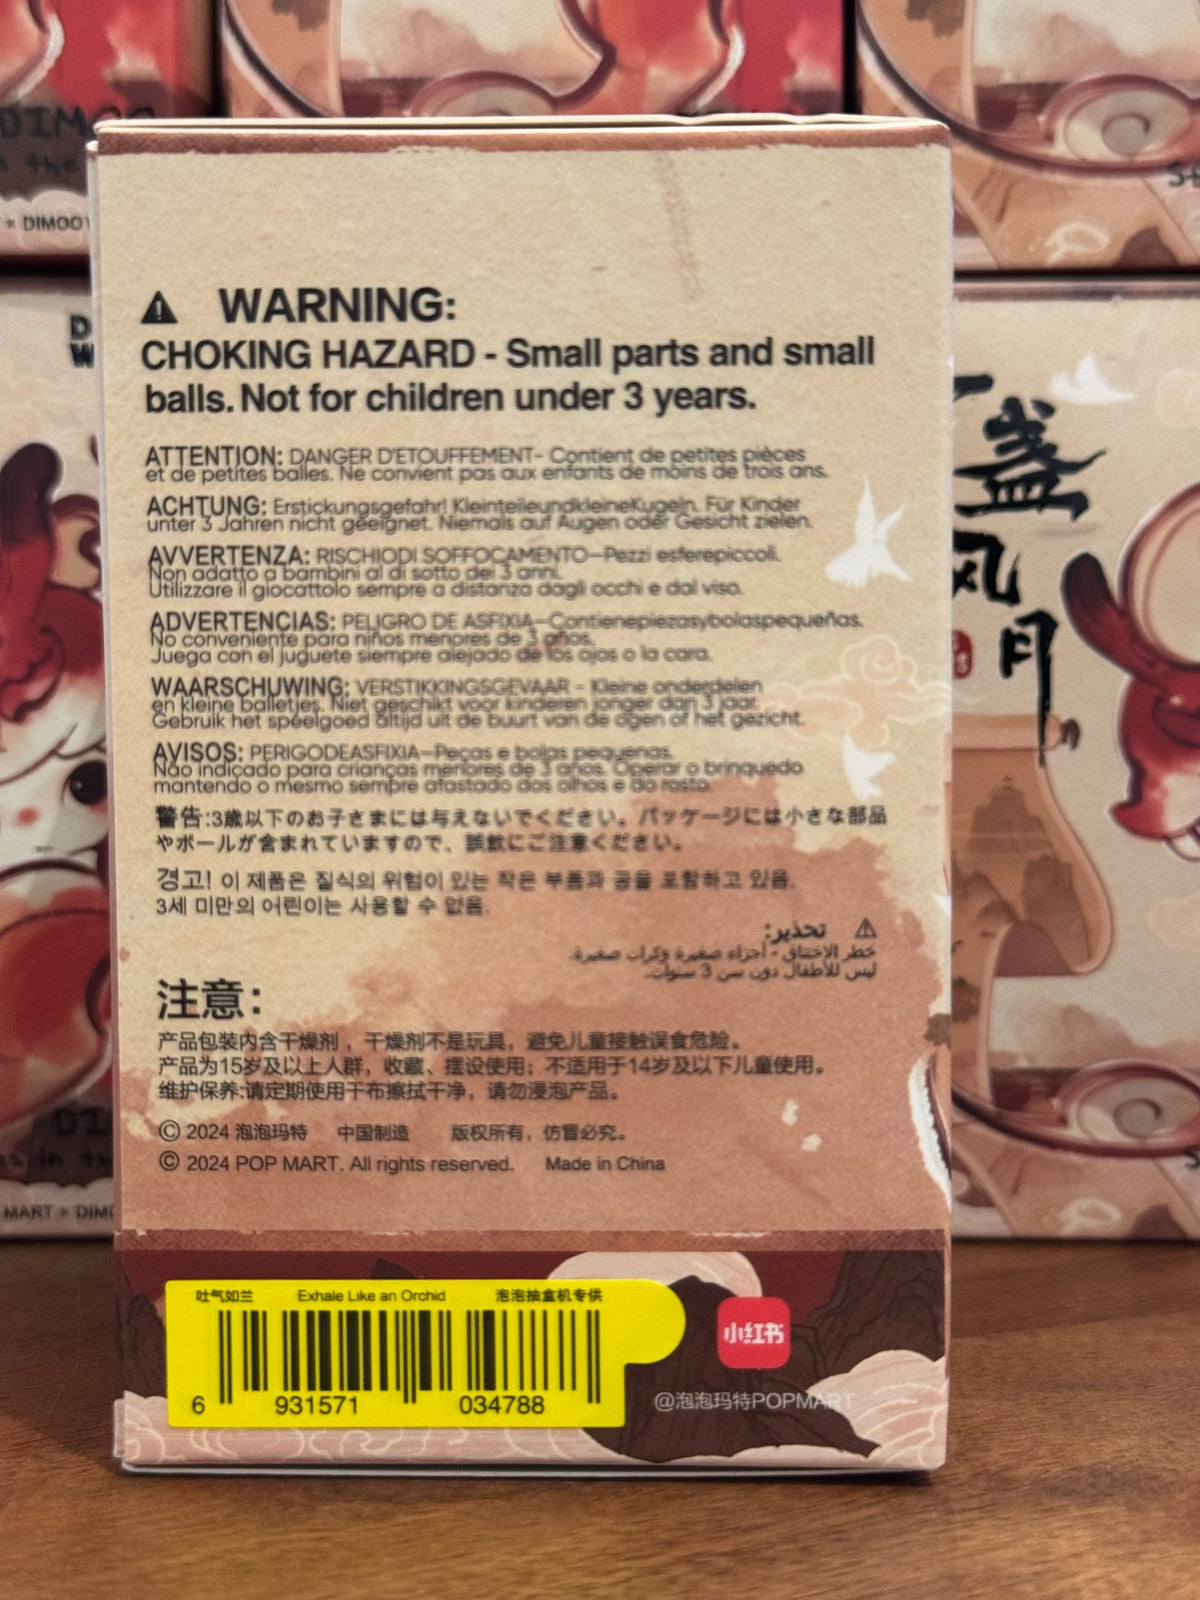 WARNING:
CHOKING HAZARD - Small parts and small
balls. Not for children under 3 years.
ATTENTION: DANGER D'ETOUFFEMENT- Contient de petites pièces
et de petites balles. Ne convient pas aux enfants de moins de trois ans.
ACHTUNG: Erstickungsgefahr! KleinteileundkleineKugeln. Für Kinder
unter 3 Jahren nicht geeignet. Niemals auf Augen oder Gesicht zielen.
AVVERTENZA: RISCHIODI SOFFOCAMENTO-Pezzi esferepiccoli.
Non adatto a bambini al di sotto dei 3 anni.
Utilizzare il giocattolo sempre a distanza dagli occhi e dal viso.
ADVERTENCIAS: PELIGRO DE ASFIXIA-Contienepiezasybolaspequeñas.
No conveniente para niños menores de 3 años.
Juega con el juguete siempre alejado de los ojos o la cara.
WAARSCHUWING: VERSTIKKINGSGEVAAR - Kleine onderdelen
en kleine balletjes. Niet geschikt voor kinderen jonger dan 3 jaar.
Gebruik het speelgoed altijd uit de buurt van de ogen of het gezicht.
AVISOS: PERIGODEASFIXIA-Peças e bolas pequenas.
Não indicado para crianças menores de 3 anos. Operar o brinquedo
mantendo o mesmo sempre afastado dos olhos e do rosto.
警告:3歳以下のお子さまには与えないでください。パッケージには小さな部品
やボールが含まれていますので、誤飲にご注意ください。
경고! 이 제품은 질식의 위험이 있는 작은 부품과 공을 포함하고 있음.
3세 미만의 어린이는 사용할 수 없음.
⚠ تحذير:
خطر الاختناق - أجزاء صغيرة وكرات صغيرة.
ليس للأطفال دون سن 3 سنوات.
注意：
产品包装内含干燥剂，干燥剂不是玩具，避免儿童接触误食危险。
产品为15岁及以上人群，收藏、摆设使用；不适用于14岁及以下儿童使用。
维护保养:请定期使用干布擦拭干净，请勿浸泡产品。
© 2024 泡泡玛特 中国制造 版权所有，仿冒必究。
© 2024 POP MART. All rights reserved. Made in China
吐气如兰 Exhale Like an Orchid 泡泡抽盒机专供
6 931571 034788
小红书
@泡泡玛特POPMART
盏
风
月
DIMOO
the
× DIMOO
MART × DIM